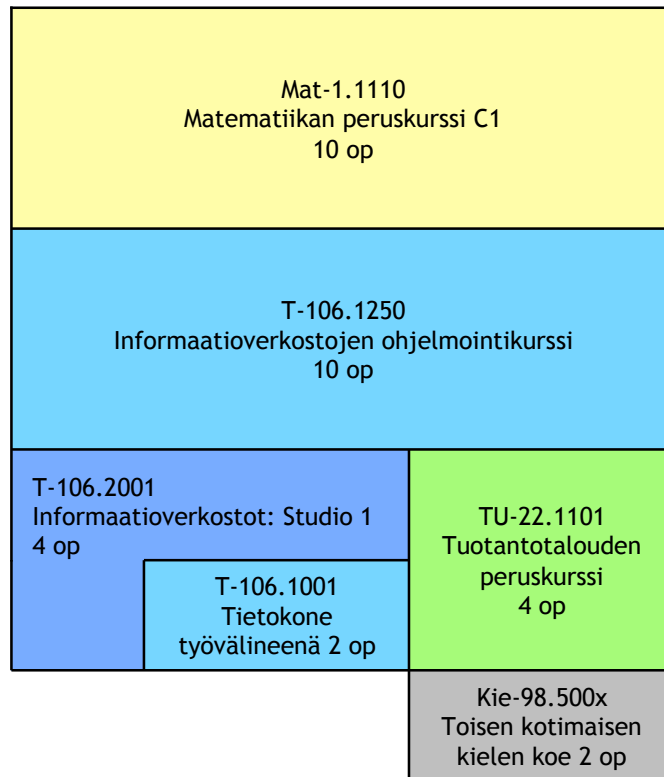 Mat-1.1110
Matematiikan peruskurssi C1
10 op
T-106.1250
Informaatioverkostojen ohjelmointikurssi
10 op
T-106.2001
Informaatioverkostot: Studio 1
4 op
T-106.1001
Tietokone
työvälineenä 2 op
TU-22.1101
Tuotantotalouden
peruskurssi
4 op
Kie-98.500x
Toisen kotimaisen
kielen koe 2 op